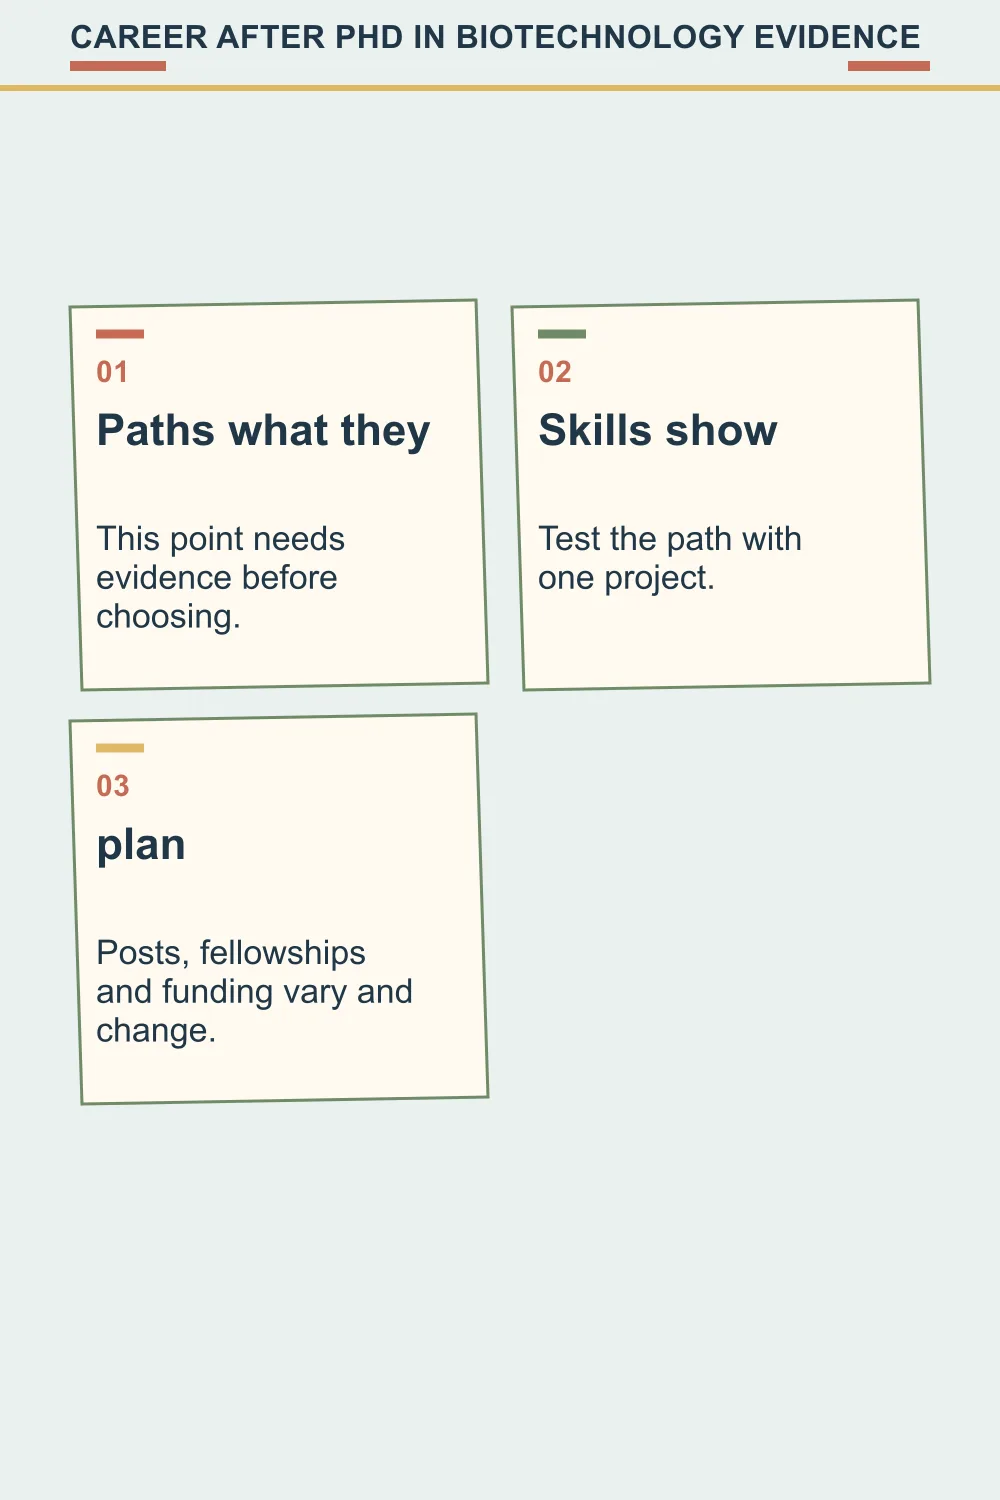 CAREER AFTER PHD IN BIOTECHNOLOGY EVIDENCE
01
Paths what they
This point needs
evidence before
choosing.
02
Skills show
Test the path with
one project.
03
plan
Posts, fellowships
and funding vary and
change.